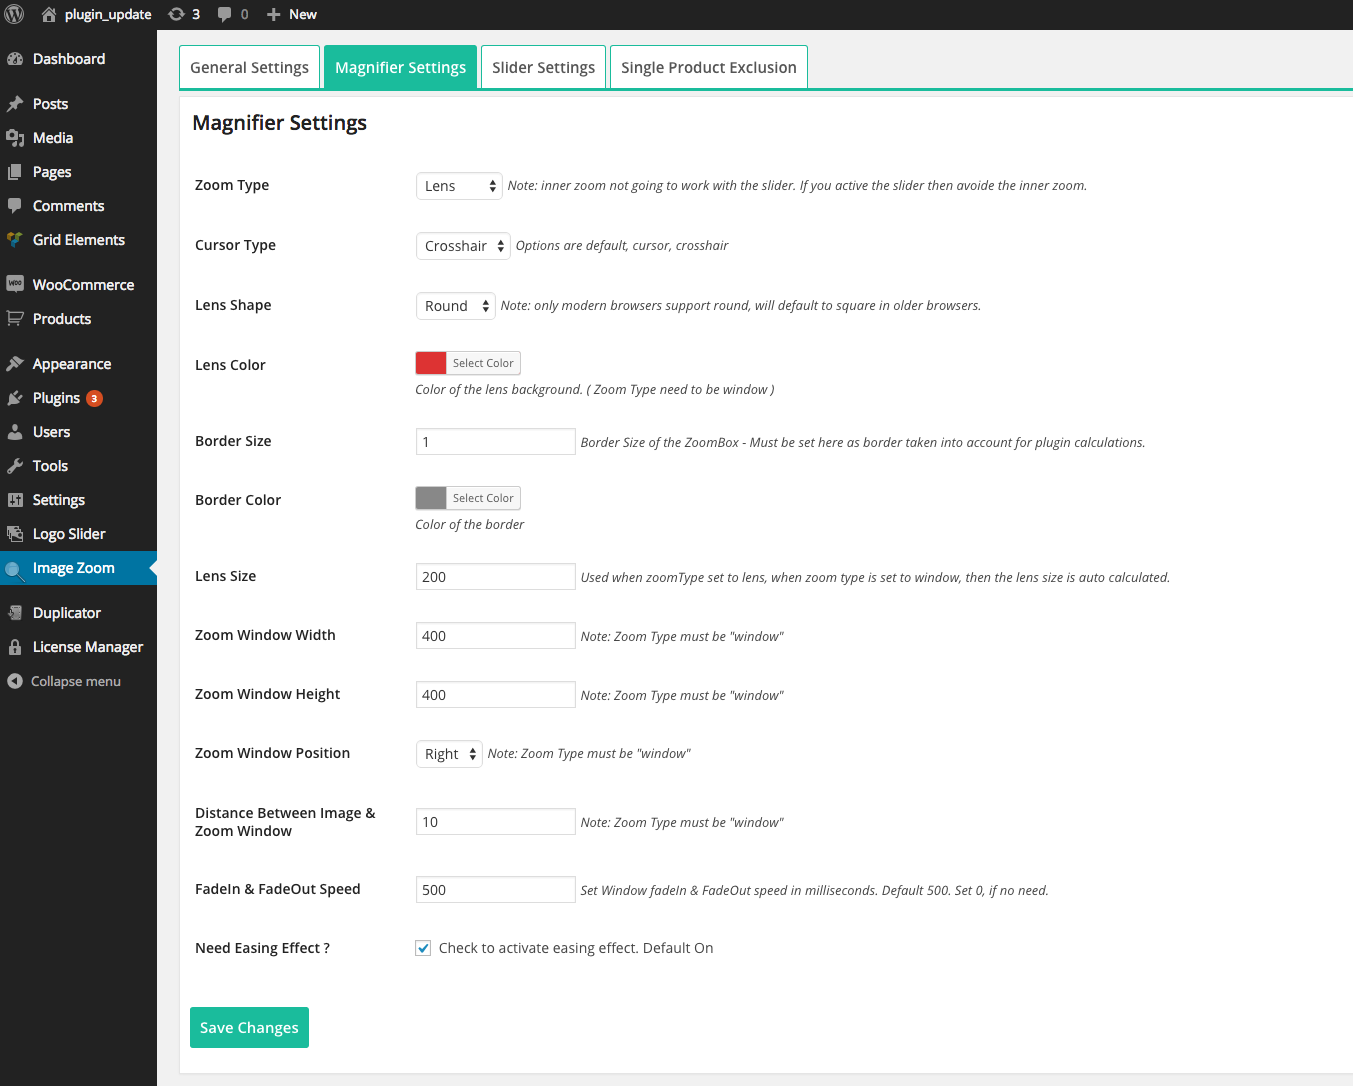 plugin_update 3 0 New
Dashboard
Posts
Media
Pages
Comments
Grid Elements
WooCommerce
Products
Appearance
Plugins 3
Users
Tools
Settings
Logo Slider
Image Zoom
Duplicator
License Manager
Collapse menu
General Settings Magnifier Settings Slider Settings Single Product Exclusion
Magnifier Settings
Zoom Type Lens Note: inner zoom not going to work with the slider. If you active the slider then avoide the inner zoom.
Cursor Type Crosshair Options are default, cursor, crosshair
Lens Shape Round Note: only modern browsers support round, will default to square in older browsers.
Lens Color Select Color
Color of the lens background. ( Zoom Type need to be window )
Border Size 1 Border Size of the ZoomBox - Must be set here as border taken into account for plugin calculations.
Border Color Select Color
Color of the border
Lens Size 200 Used when zoomType set to lens, when zoom type is set to window, then the lens size is auto calculated.
Zoom Window Width 400 Note: Zoom Type must be "window"
Zoom Window Height 400 Note: Zoom Type must be "window"
Zoom Window Position Right Note: Zoom Type must be "window"
Distance Between Image &
Zoom Window 10 Note: Zoom Type must be "window"
FadeIn & FadeOut Speed 500 Set Window fadeIn & FadeOut speed in milliseconds. Default 500. Set 0, if no need.
Need Easing Effect ? Check to activate easing effect. Default On
Save Changes